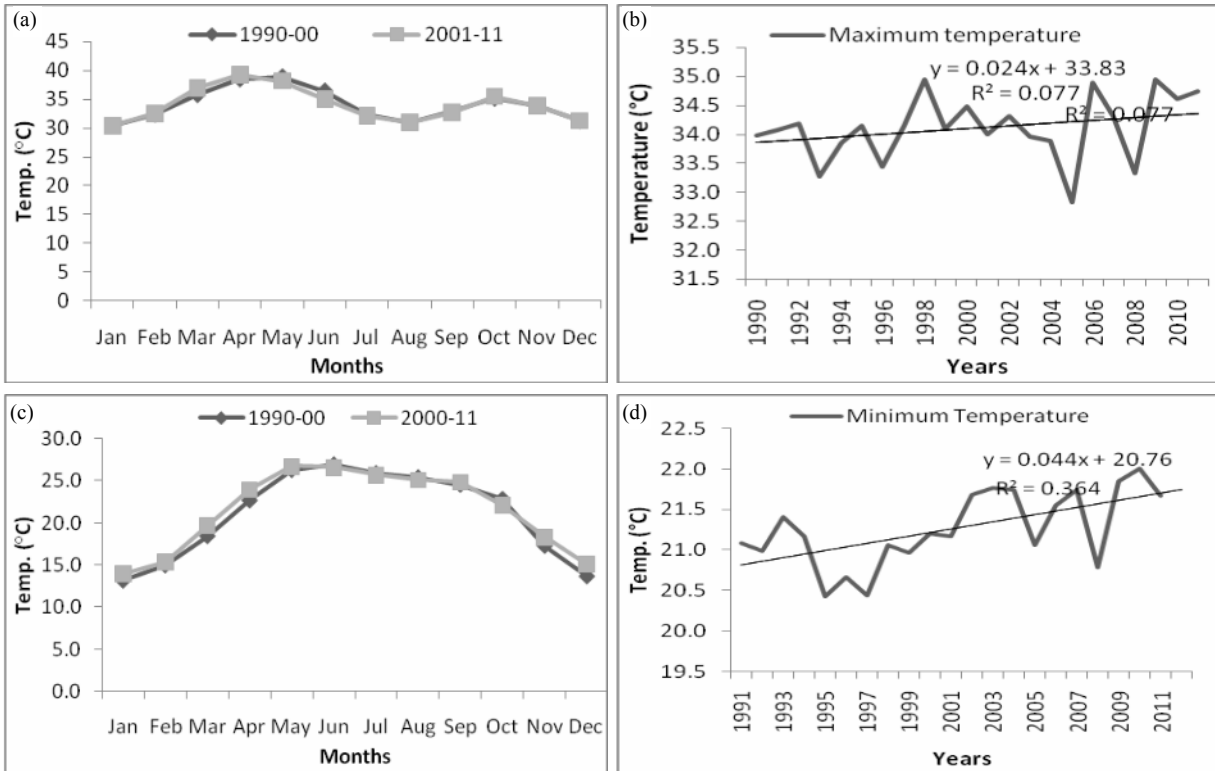 (a)
1990-00 2001-11
45
40
35
30
25
20
15
10
5
0
Temp. (°C)
Jan Feb Mar Apr May Jun Jul Aug Sep Oct Nov Dec
Months
(b)
Maximum temperature
y = 0.024x + 33.83
R² = 0.077
R² = 0.077
35.5
35.0
34.5
34.0
33.5
33.0
32.5
32.0
31.5
Temperature (°C)
1990 1992 1994 1996 1998 2000 2002 2004 2006 2008 2010
Years
(c)
1990-00 2000-11
30.0
25.0
20.0
15.0
10.0
5.0
0.0
Temp. (°C)
Jan Feb Mar Apr May Jun Jul Aug Sep Oct Nov Dec
Months
(d)
Minimum Temperature
y = 0.044x + 20.76
R² = 0.364
22.5
22.0
21.5
21.0
20.5
20.0
19.5
Temp. (°C)
1991 1993 1995 1997 1999 2001 2003 2005 2007 2009 2011
Years